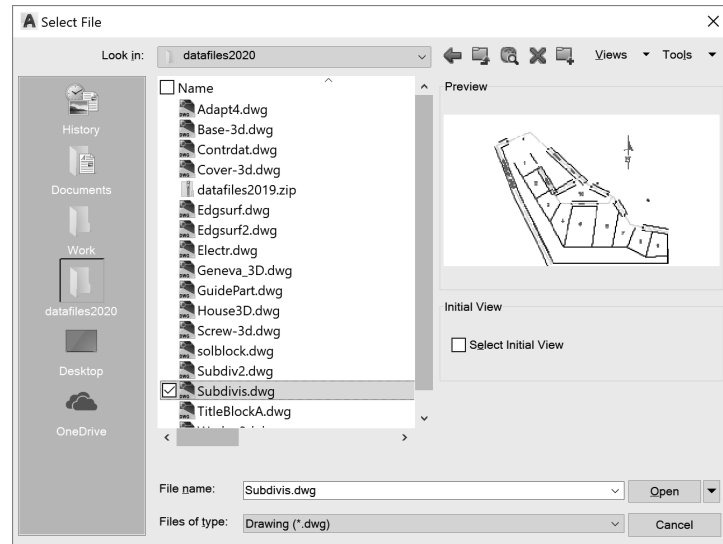 Select File
Look in:
datafiles2020
Views
Tools
History
Documents
Work
datafiles2020
Desktop
OneDrive
Name
Adapt4.dwg
Base-3d.dwg
Contrdat.dwg
Cover-3d.dwg
datafiles2019.zip
Edgsurf.dwg
Edgsurf2.dwg
Electr.dwg
Geneva_3D.dwg
GuidePart.dwg
House3D.dwg
Screw-3d.dwg
solblock.dwg
Subdiv2.dwg
Subdivis.dwg
TitleBlockA.dwg
Preview
Initial View
Select Initial View
File name:
Subdivis.dwg
Open
Files of type:
Drawing (*.dwg)
Cancel